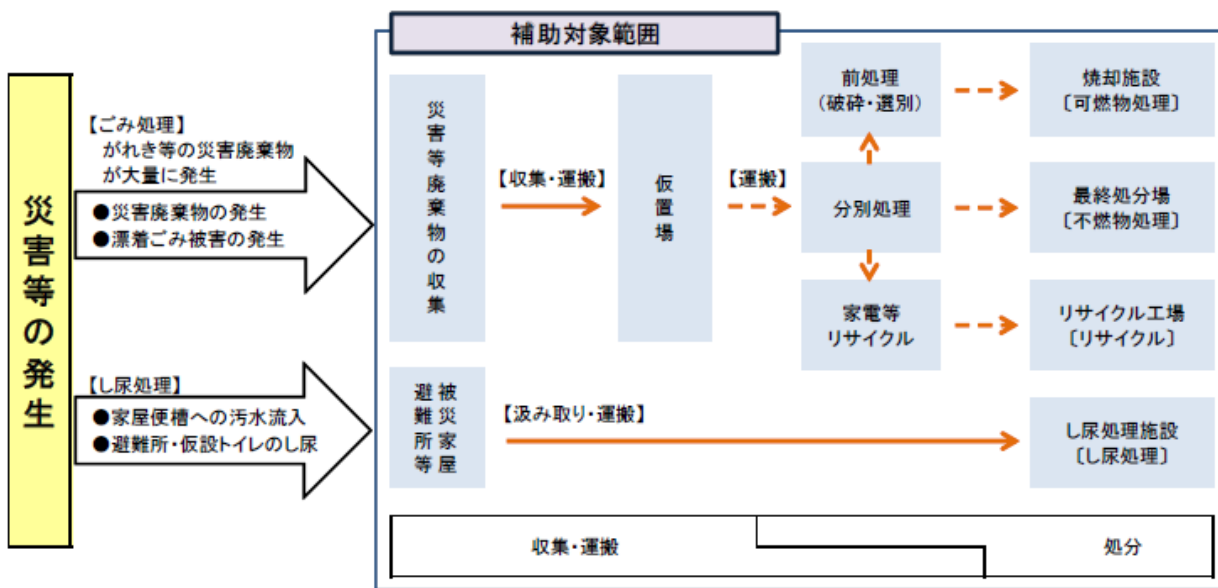 補助対象範囲
災害等の発生
【ごみ処理】
がれき等の災害廃棄物
が大量に発生
●災害廃棄物の発生
●漂着ごみ被害の発生
災害等廃棄物の収集
【収集・運搬】
仮置場
【運搬】
前処理
（破砕・選別）
焼却施設
〔可燃物処理〕
分別処理
最終処分場
〔不燃物処理〕
家電等
リサイクル
リサイクル工場
〔リサイクル〕
【し尿処理】
●家屋便槽への汚水流入
●避難所・仮設トイレのし尿
被災家屋
避難所等
【汲み取り・運搬】
し尿処理施設
〔し尿処理〕
収集・運搬
処分